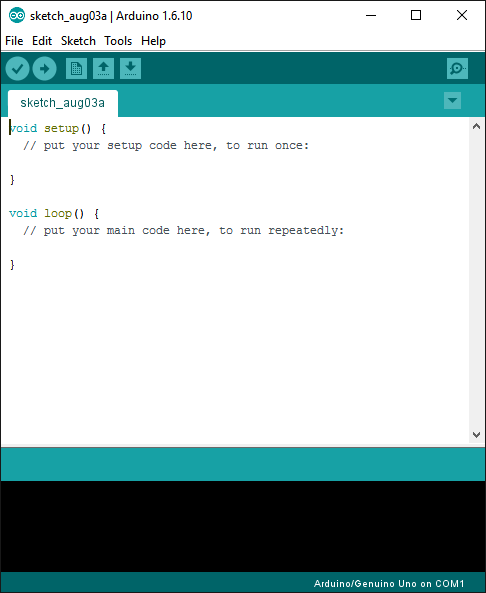 sketch_aug03a | Arduino 1.6.10
File Edit Sketch Tools Help
sketch_aug03a
void setup() {
  // put your setup code here, to run once:
}
void loop() {
  // put your main code here, to run repeatedly:
}
Arduino/Genuino Uno on COM1